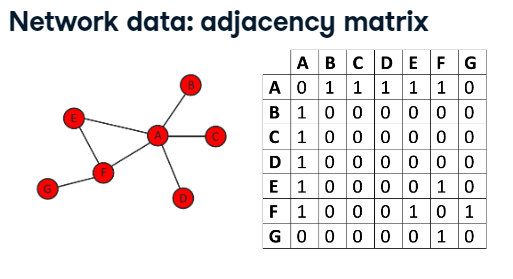 Network data: adjacency matrix
A B C D E F G
A 0 1 1 1 1 1 0
B 1 0 0 0 0 0 0
C 1 0 0 0 0 0 0
D 1 0 0 0 0 0 0
E 1 0 0 0 0 1 0
F 1 0 0 0 1 0 1
G 0 0 0 0 0 1 0
B
E
A
C
F
G
D